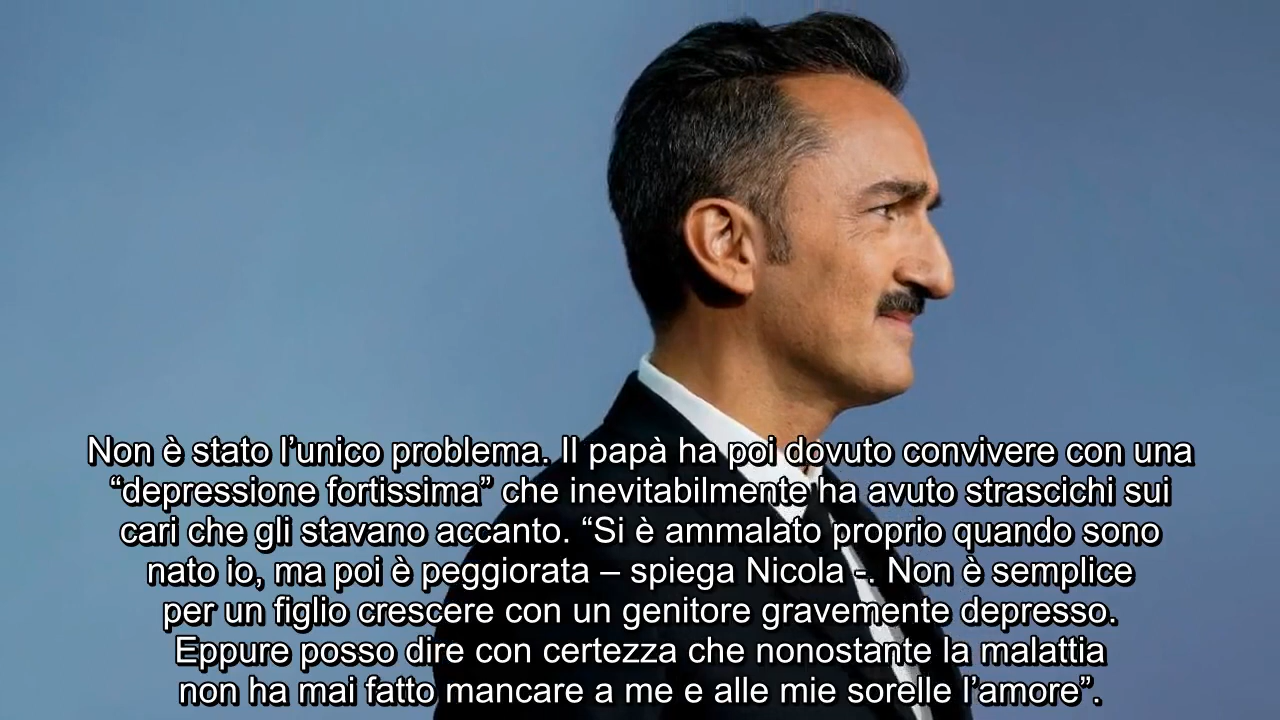 Non è stato l’unico problema. Il papà ha poi dovuto convivere con una
“depressione fortissima” che inevitabilmente ha avuto strascichi sui
cari che gli stavano accanto. “Si è ammalato proprio quando sono
nato io, ma poi è peggiorata – spiega Nicola -. Non è semplice
per un figlio crescere con un genitore gravemente depresso.
Eppure posso dire con certezza che nonostante la malattia
non ha mai fatto mancare a me e alle mie sorelle l’amore”.